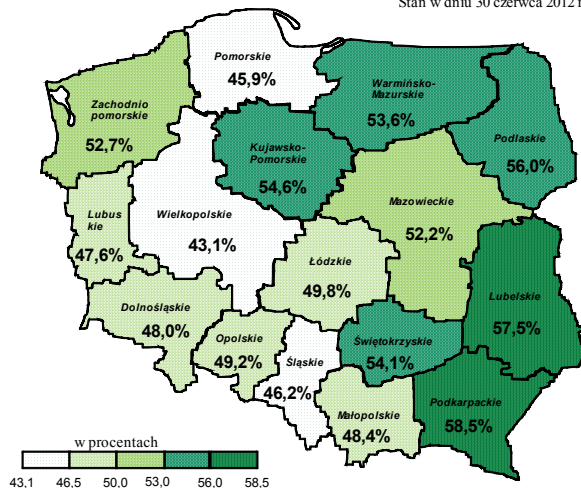 Stan w dniu 30 czerwca 2012 r
Pomorskie
45,9%
Warmińsko-
Mazurskie
53,6%
Zachodnio
pomorskie
52,7%
Kujawsko-
Pomorskie
54,6%
Podlaskie
56,0%
Lubus
kie
47,6%
Wielkopolskie
43,1%
Mazowieckie
52,2%
Łódzkie
49,8%
Lubelskie
57,5%
Dolnośląskie
48,0%
Opolskie
49,2%
Śląskie
46,2%
Świętokrzyskie
54,1%
Małopolskie
48,4%
Podkarpackie
58,5%
w procentach
43,1 46,5 50,0 53,0 56,0 58,5